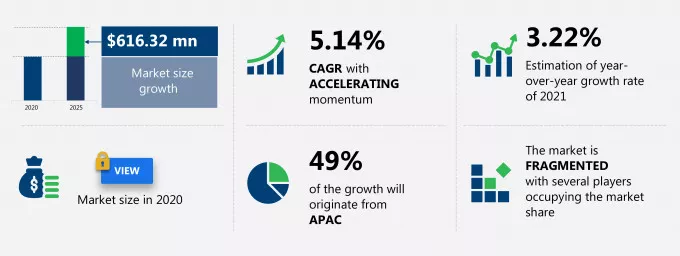 $616.32 mn
Market size
growth
2020
2025
5.14%
CAGR with
ACCELERATING
momentum
3.22%
Estimation of year-
over-year growth rate
of 2021
$
VIEW
Market size in 2020
49%
of the growth will
originate from
APAC
The market is
FRAGMENTED
with several players
occupying the market
share